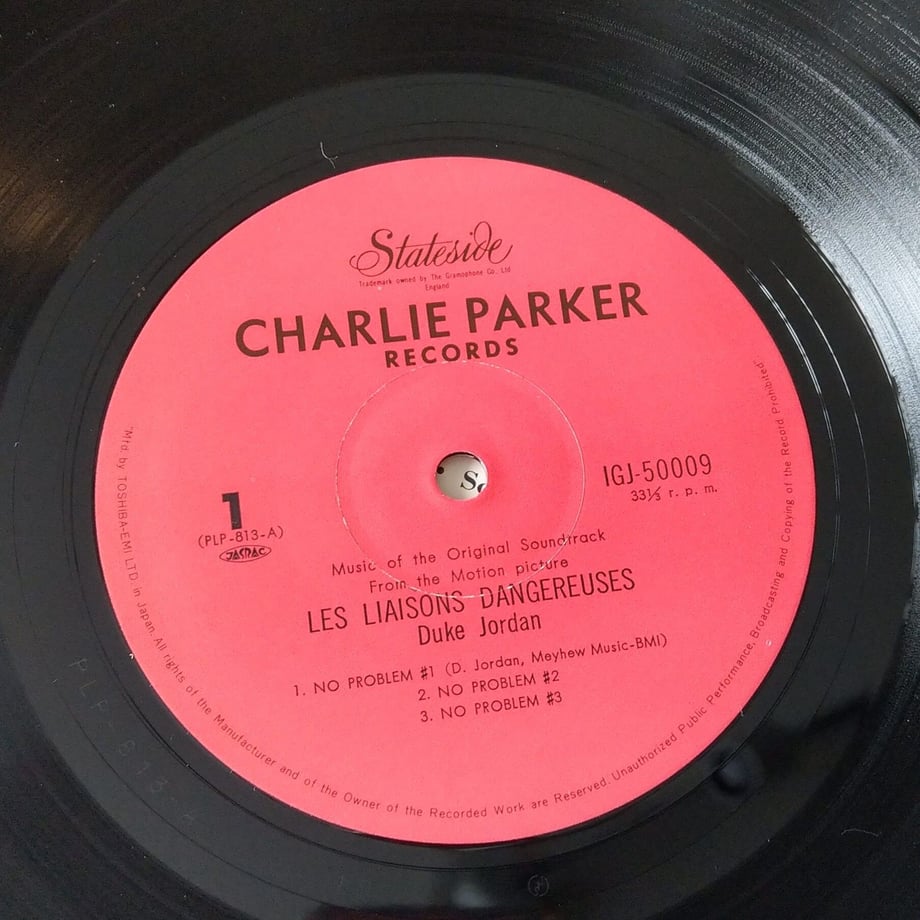 Stateside
Trademark owned by The Gramophone Co., Ltd
England
CHARLIE PARKER
RECORDS
IGJ-50009
33⅓ r. p. m.
1
(PLP-813-A)
JASRAC
Music of the Original Soundtrack
From the Motion picture
LES LIAISONS DANGEREUSES
Duke Jordan
1. NO PROBLEM #1 (D. Jordan, Meyhew Music-BMI)
2. NO PROBLEM #2
3. NO PROBLEM #3
"Mfd. by TOSHIBA-EMI LTD. in Japan. All rights of the Manufacturer and of the Owner of the Recorded Work are Reserved. Unauthorized Public Performance, Broadcasting and Copying of the Record Prohibited"